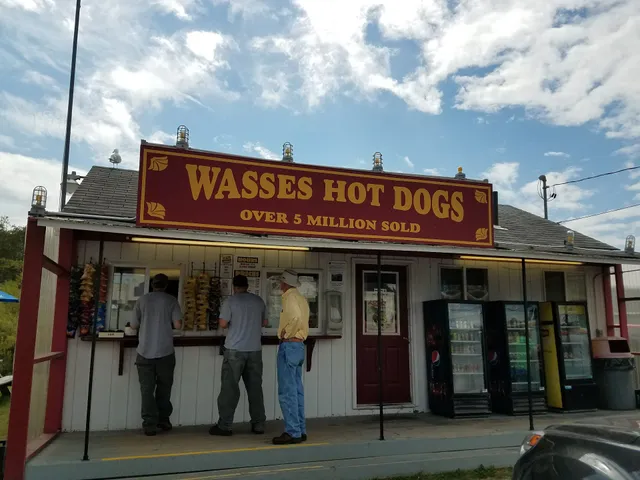 WASSES HOT DOGS
OVER 5 MILLION SOLD